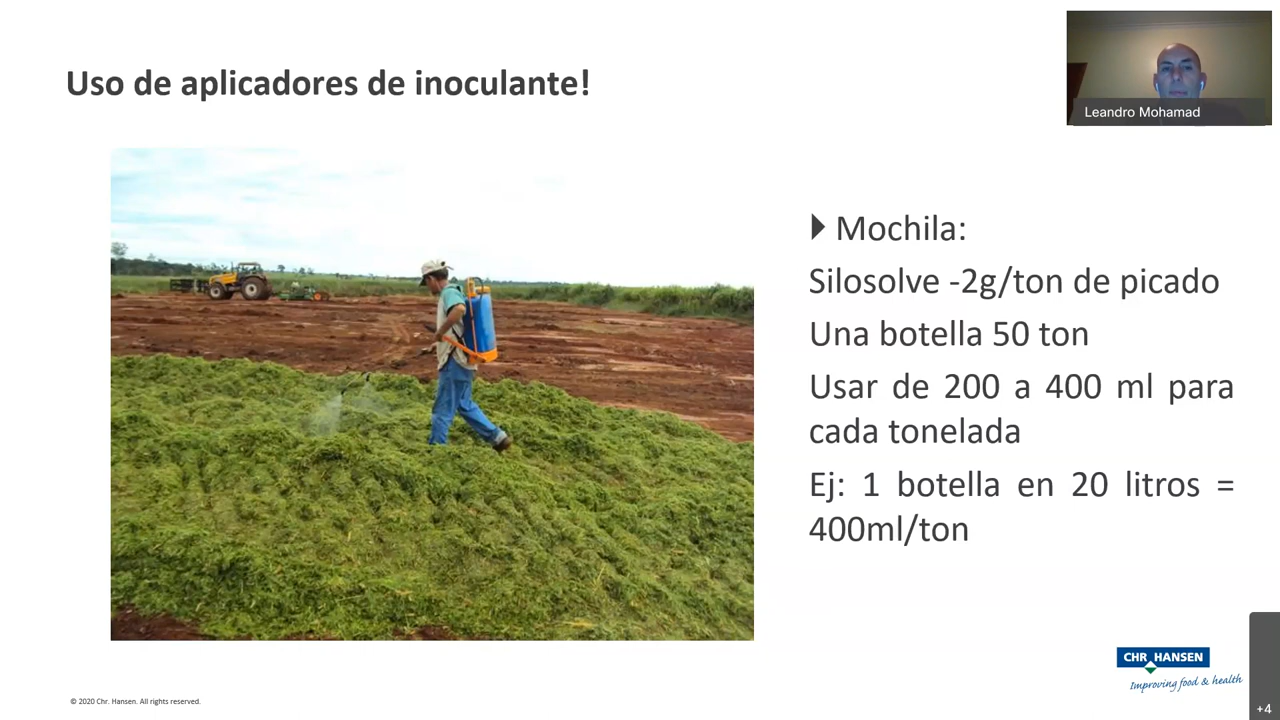 Uso de aplicadores de inoculante!
Leandro Mohamad
Mochila:
Silosolve -2g/ton de picado
Una botella 50 ton
Usar de 200 a 400 ml para
cada tonelada
Ej: 1 botella en 20 litros =
400ml/ton
CHR HANSEN
Improving food & health
© 2020 Chr. Hansen. All rights reserved.
+4